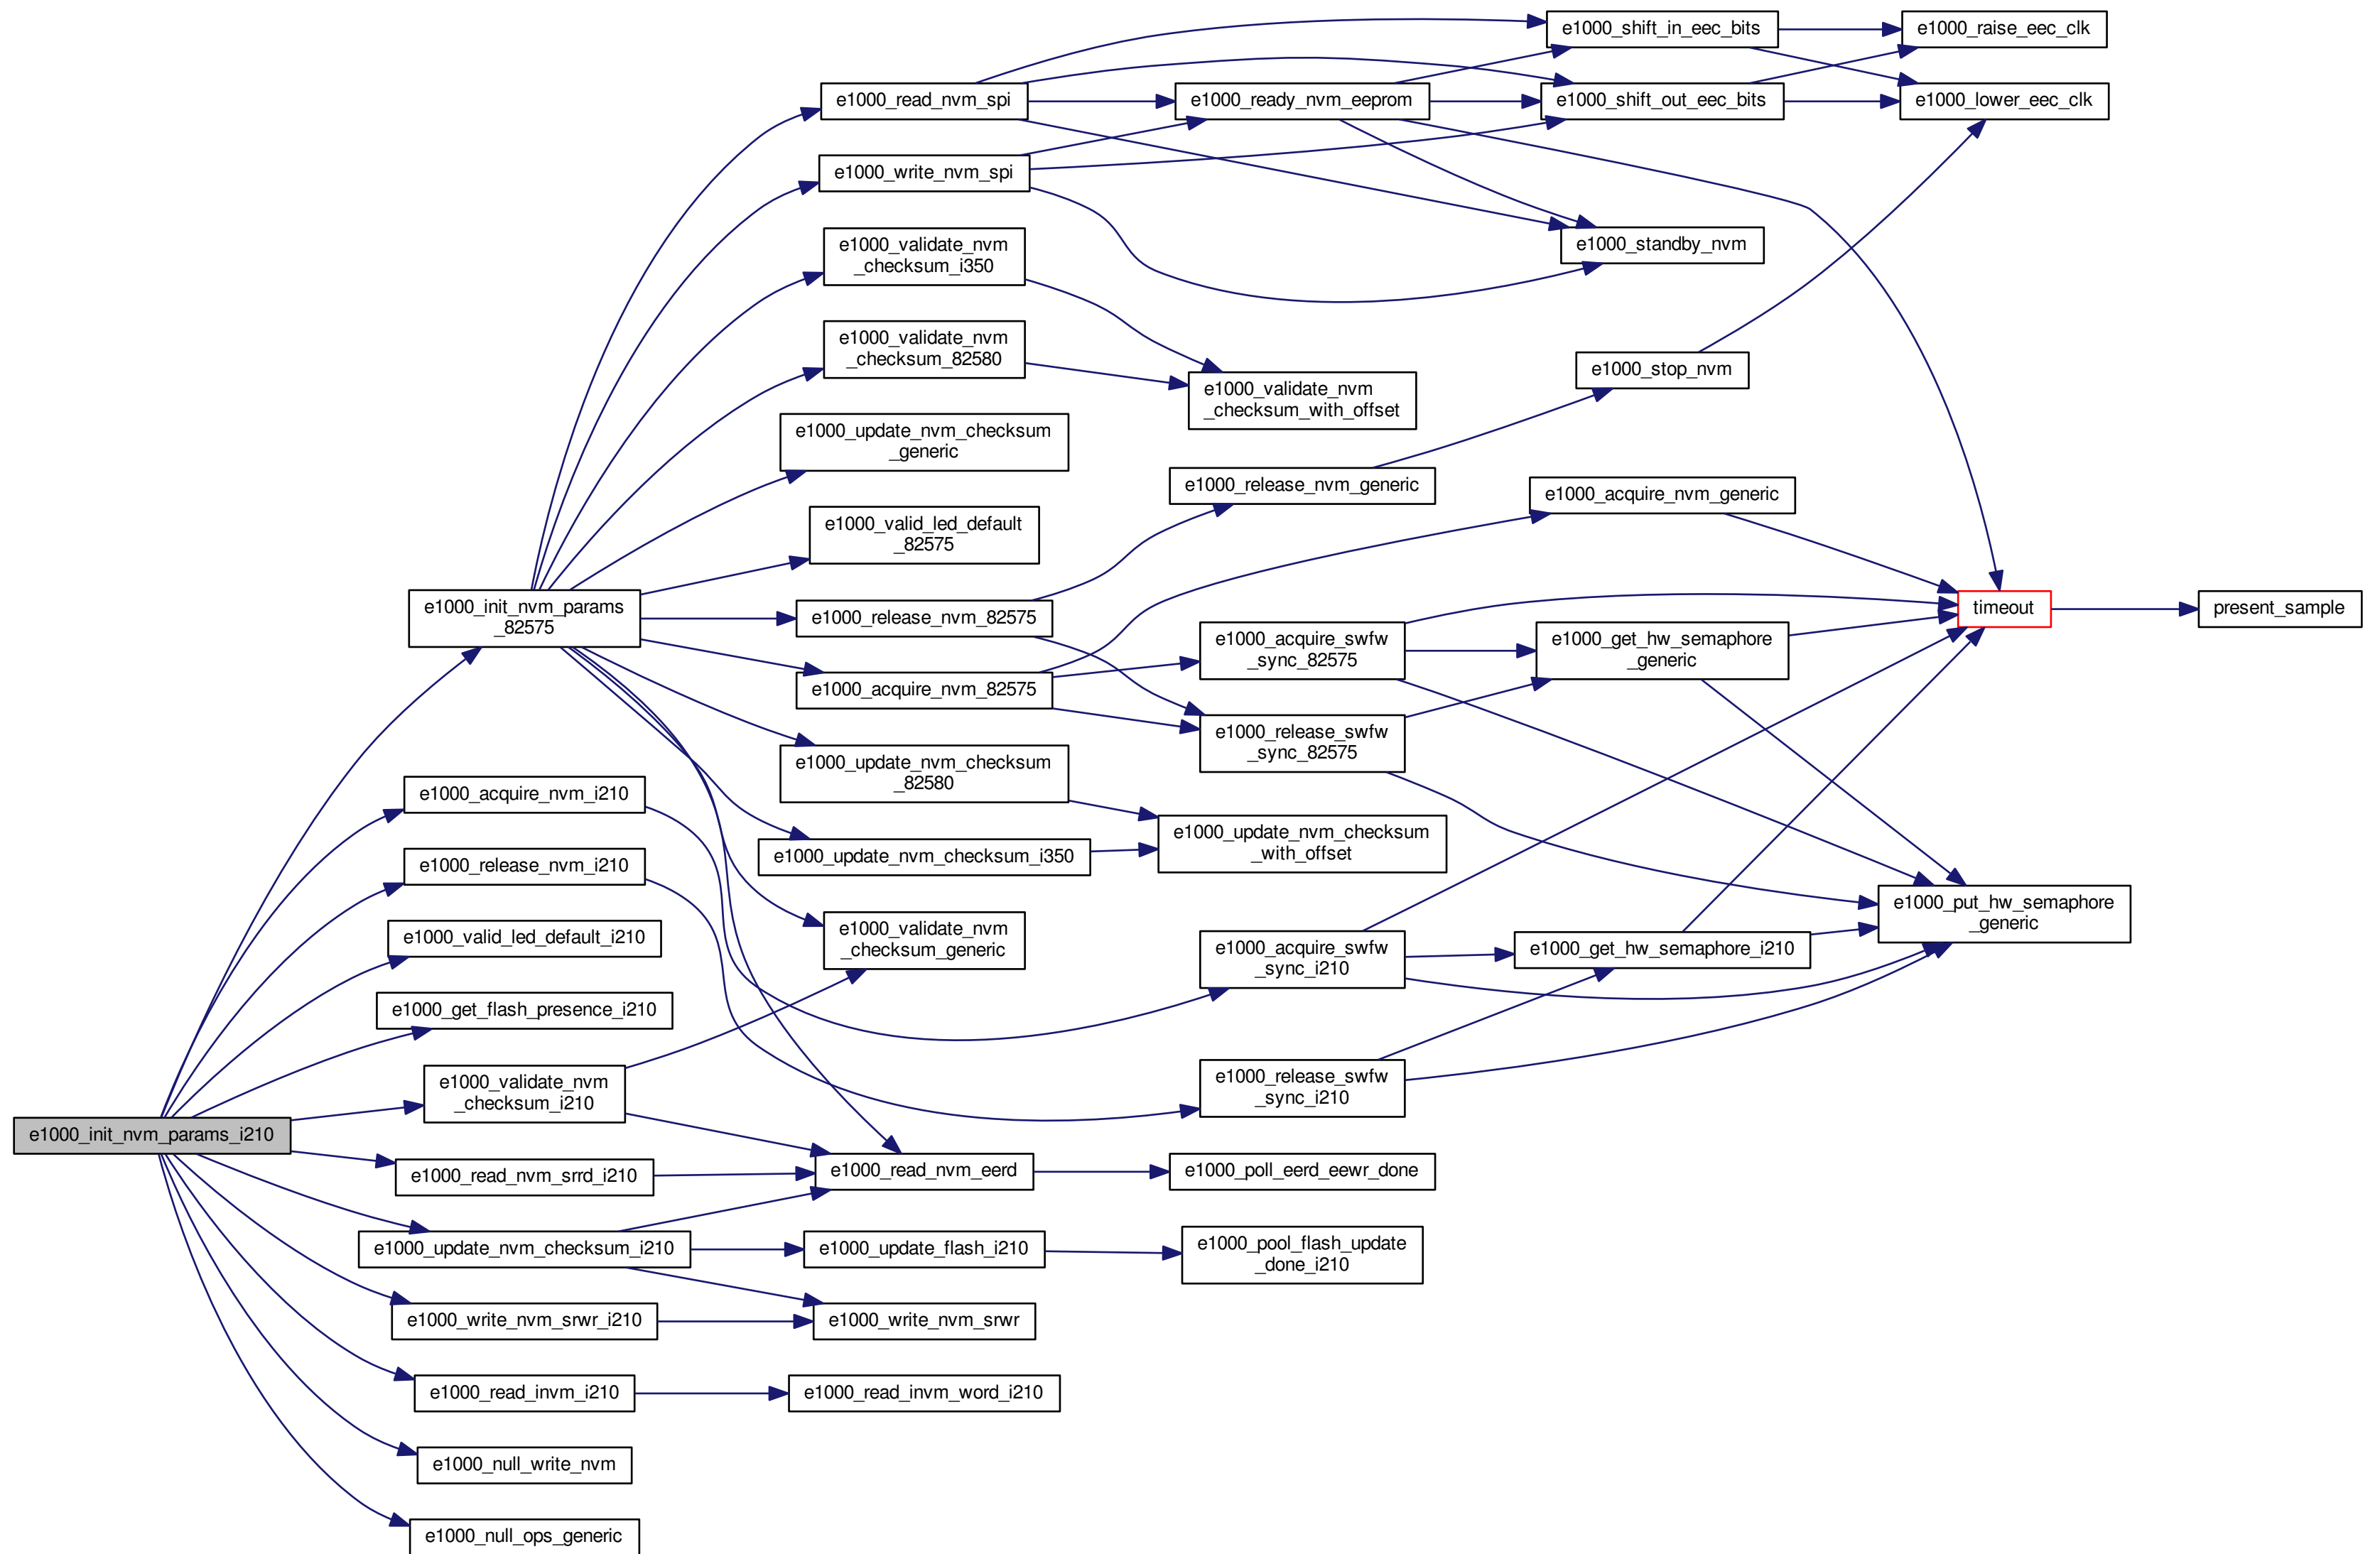 e1000_shift_in_eec_bits
e1000_raise_eec_clk
e1000_read_nvm_spi
e1000_ready_nvm_eeprom
e1000_shift_out_eec_bits
e1000_lower_eec_clk
e1000_write_nvm_spi
e1000_validate_nvm
_checksum_i350
e1000_standby_nvm
e1000_validate_nvm
_checksum_82580
e1000_stop_nvm
e1000_validate_nvm
_checksum_with_offset
e1000_update_nvm_checksum
_generic
e1000_release_nvm_generic
e1000_acquire_nvm_generic
e1000_valid_led_default
_82575
e1000_init_nvm_params
_82575
e1000_release_nvm_82575
timeout
present_sample
e1000_acquire_swfw
_sync_82575
e1000_get_hw_semaphore
_generic
e1000_acquire_nvm_82575
e1000_release_swfw
_sync_82575
e1000_update_nvm_checksum
_82580
e1000_acquire_nvm_i210
e1000_update_nvm_checksum
_with_offset
e1000_update_nvm_checksum_i350
e1000_release_nvm_i210
e1000_put_hw_semaphore
_generic
e1000_valid_led_default_i210
e1000_validate_nvm
_checksum_generic
e1000_acquire_swfw
_sync_i210
e1000_get_hw_semaphore_i210
e1000_get_flash_presence_i210
e1000_validate_nvm
_checksum_i210
e1000_release_swfw
_sync_i210
e1000_init_nvm_params_i210
e1000_read_nvm_srrd_i210
e1000_read_nvm_eerd
e1000_poll_eerd_eewr_done
e1000_update_nvm_checksum_i210
e1000_update_flash_i210
e1000_pool_flash_update
_done_i210
e1000_write_nvm_srwr_i210
e1000_write_nvm_srwr
e1000_read_invm_i210
e1000_read_invm_word_i210
e1000_null_write_nvm
e1000_null_ops_generic